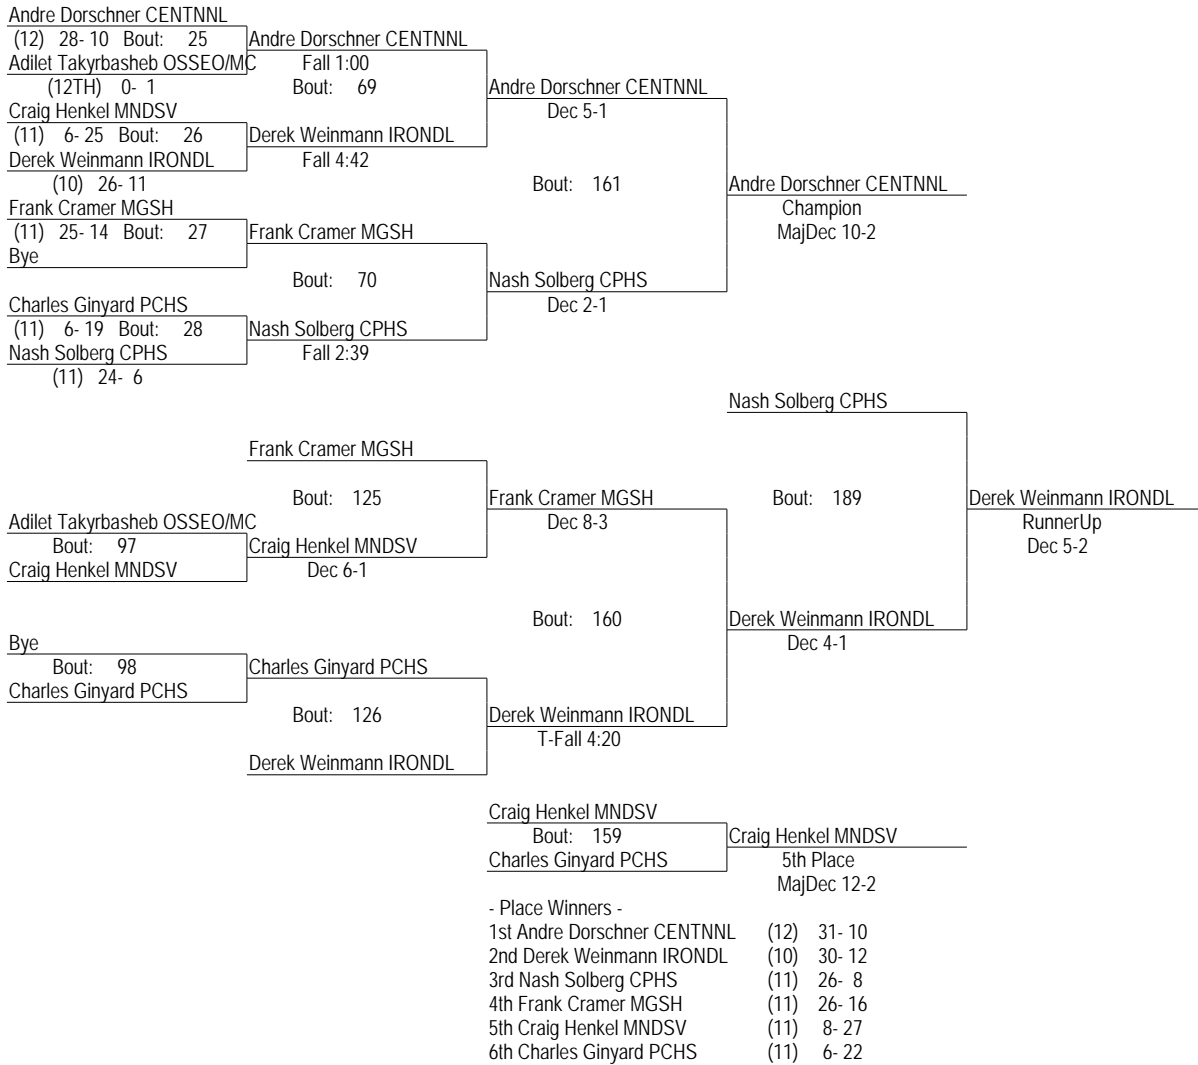 Andre Dorschner CENTNNL
(12) 28- 10 Bout: 25
Adilet Takyrbasheb OSSEO/MC
(12TH) 0- 1
Craig Henkel MNDSV
(11) 6- 25 Bout: 26
Derek Weinmann IRONDL
(10) 26- 11
Frank Cramer MGSH
(11) 25- 14 Bout: 27
Bye
Charles Ginyard PCHS
(11) 6- 19 Bout: 28
Nash Solberg CPHS
(11) 24- 6
Andre Dorschner CENTNNL
Fall 1:00
Bout: 69
Derek Weinmann IRONDL
Fall 4:42
Frank Cramer MGSH
Bout: 70
Nash Solberg CPHS
Fall 2:39
Andre Dorschner CENTNNL
Dec 5-1
Bout: 161
Nash Solberg CPHS
Dec 2-1
Andre Dorschner CENTNNL
Champion
MajDec 10-2
Adilet Takyrbasheb OSSEO/MC
Bout: 97
Craig Henkel MNDSV
Bye
Bout: 98
Charles Ginyard PCHS
Frank Cramer MGSH
Bout: 125
Craig Henkel MNDSV
Dec 6-1
Charles Ginyard PCHS
Bout: 126
Derek Weinmann IRONDL
Frank Cramer MGSH
Dec 8-3
Bout: 160
Derek Weinmann IRONDL
T-Fall 4:20
Nash Solberg CPHS
Bout: 189
Derek Weinmann IRONDL
Dec 4-1
Derek Weinmann IRONDL
RunnerUp
Dec 5-2
Craig Henkel MNDSV
Bout: 159
Charles Ginyard PCHS
Craig Henkel MNDSV
5th Place
MajDec 12-2
- Place Winners -
1st Andre Dorschner CENTNNL (12) 31- 10
2nd Derek Weinmann IRONDL (10) 30- 12
3rd Nash Solberg CPHS (11) 26- 8
4th Frank Cramer MGSH (11) 26- 16
5th Craig Henkel MNDSV (11) 8- 27
6th Charles Ginyard PCHS (11) 6- 22